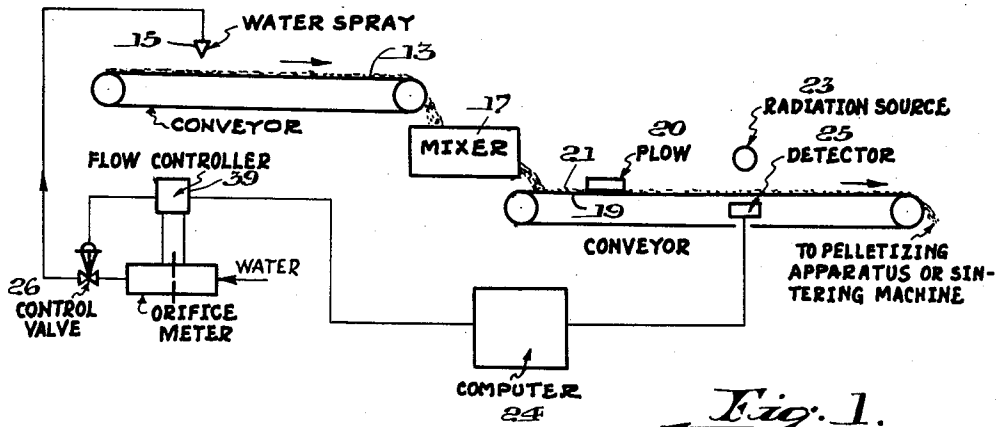 15
WATER SPRAY
13
CONVEYOR
17
MIXER
23
RADIATION SOURCE
25
DETECTOR
20
PLOW
21
19
CONVEYOR
FLOW CONTROLLER
39
WATER
26
CONTROL
VALVE
ORIFICE
METER
TO PELLETIZING
APPARATUS OR SIN-
TERING MACHINE
COMPUTER
24
Fig. 1.